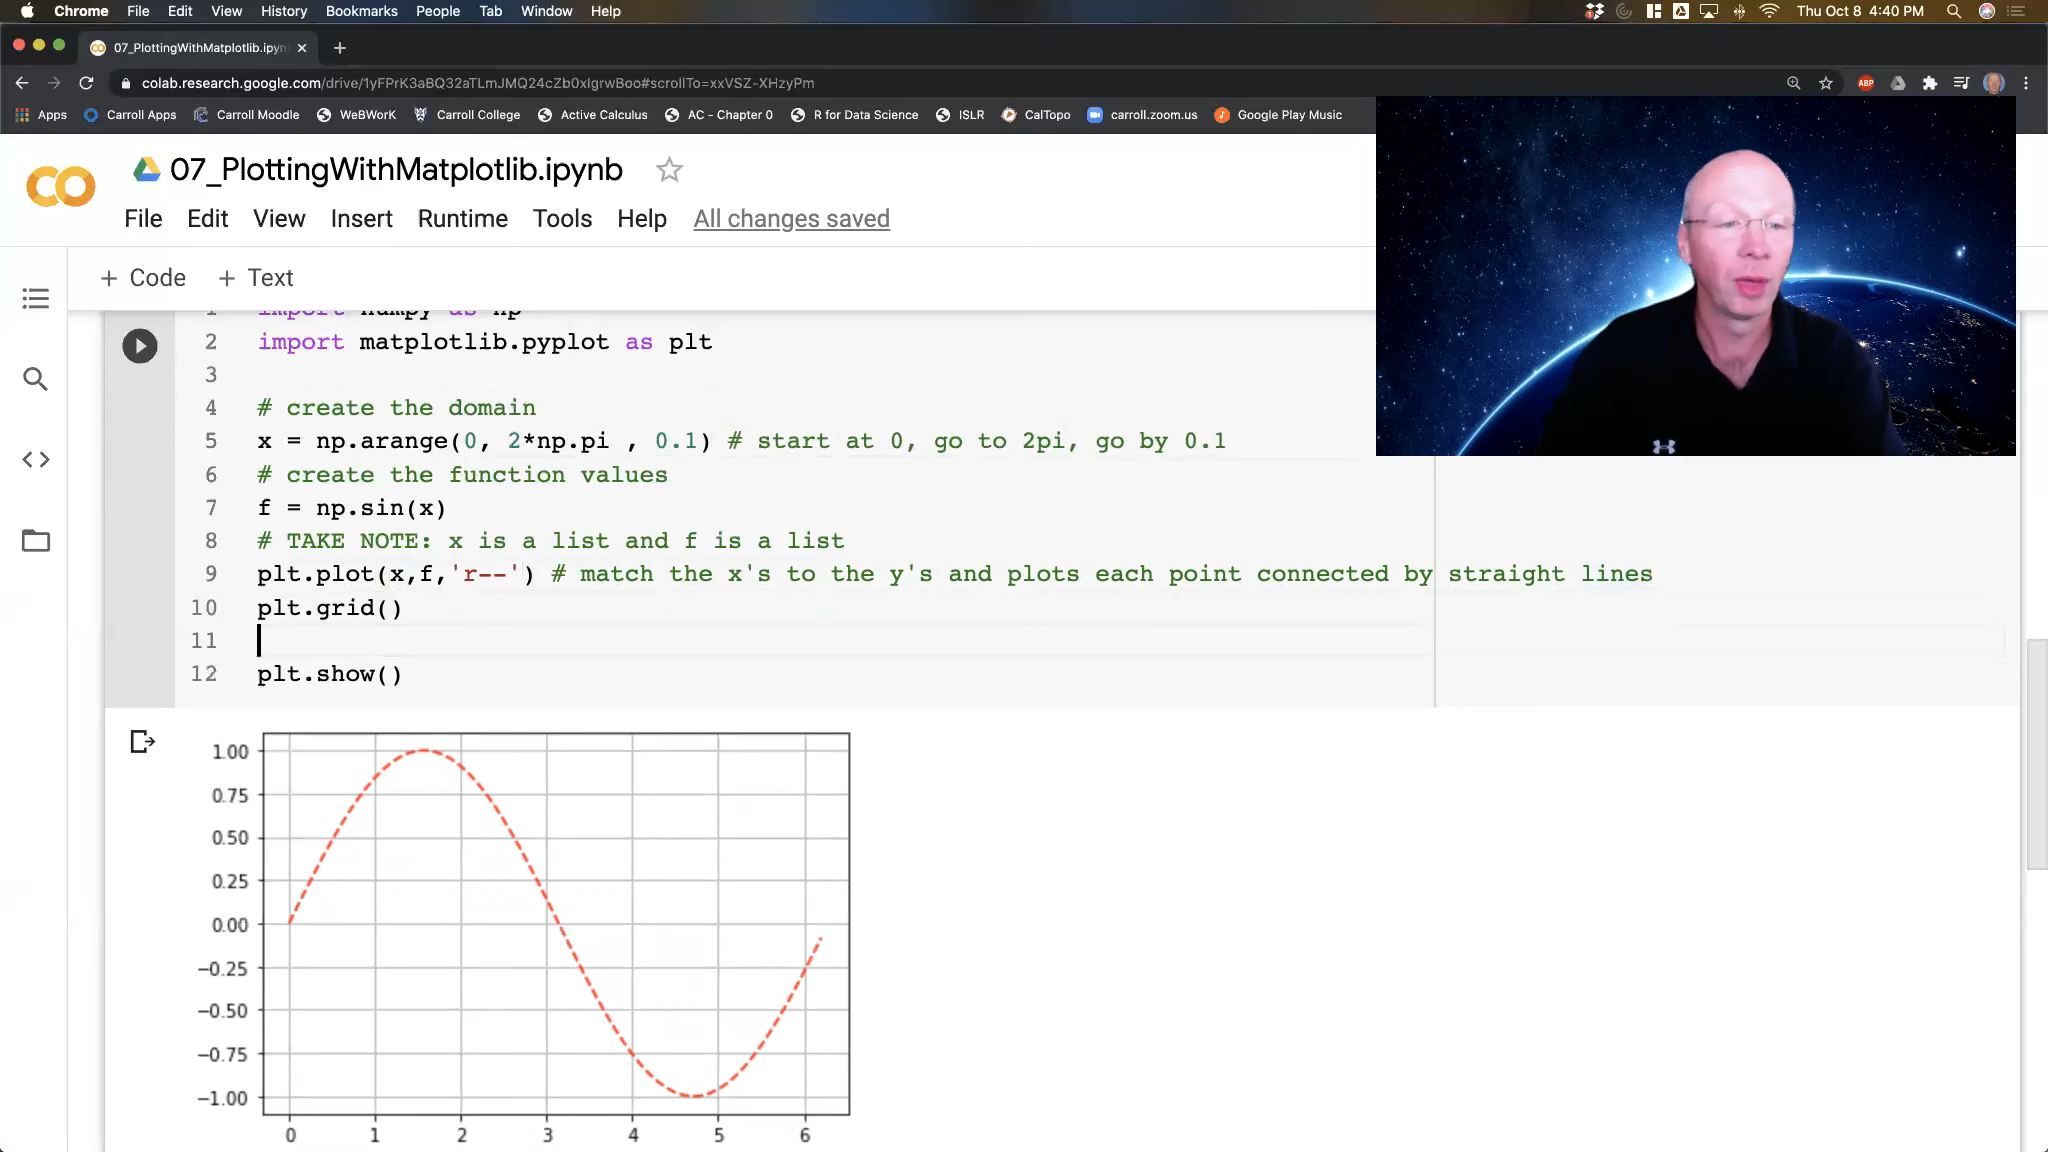 Chrome File Edit View History Bookmarks People Tab Window Help Thu Oct 8 4:40 PM
07_PlottingWithMatplotlib.ipyn
colab.research.google.com/drive/1yFPrK3aBQ32aTLmJMQ24cZb0xIgrwBoo#scrollTo=xxVSZ-XHzyPm ABP
Apps Carroll Apps Carroll Moodle WeBWorK Carroll College Active Calculus AC - Chapter 0 R for Data Science ISLR CalTopo carroll.zoom.us Google Play Music
07_PlottingWithMatplotlib.ipynb
File Edit View Insert Runtime Tools Help All changes saved
+ Code + Text
1 import numpy as np
2 import matplotlib.pyplot as plt
3
4 # create the domain
5 x = np.arange(0, 2*np.pi , 0.1) # start at 0, go to 2pi, go by 0.1
6 # create the function values
7 f = np.sin(x)
8 # TAKE NOTE: x is a list and f is a list
9 plt.plot(x,f,'r--') # match the x's to the y's and plots each point connected by straight lines
10 plt.grid()
11
12 plt.show()
1.00
0.75
0.50
0.25
0.00
−0.25
−0.50
−0.75
−1.00
0 1 2 3 4 5 6